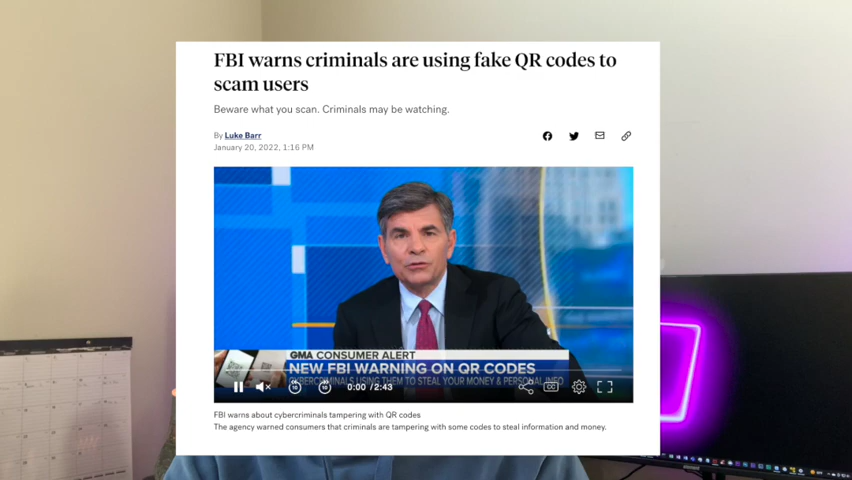 FBI warns criminals are using fake QR codes to
scam users
Beware what you scan. Criminals may be watching.
By Luke Barr
January 20, 2022, 1:16 PM
GMA CONSUMER ALERT
NEW FBI WARNING ON QR CODES
CYBERCRIMINALS USING THEM TO STEAL YOUR MONEY & PERSONAL INFO
10
10
0:00 / 2:43
CC
FBI warns about cybercriminals tampering with QR codes
The agency warned consumers that criminals are tampering with some codes to steal information and money.